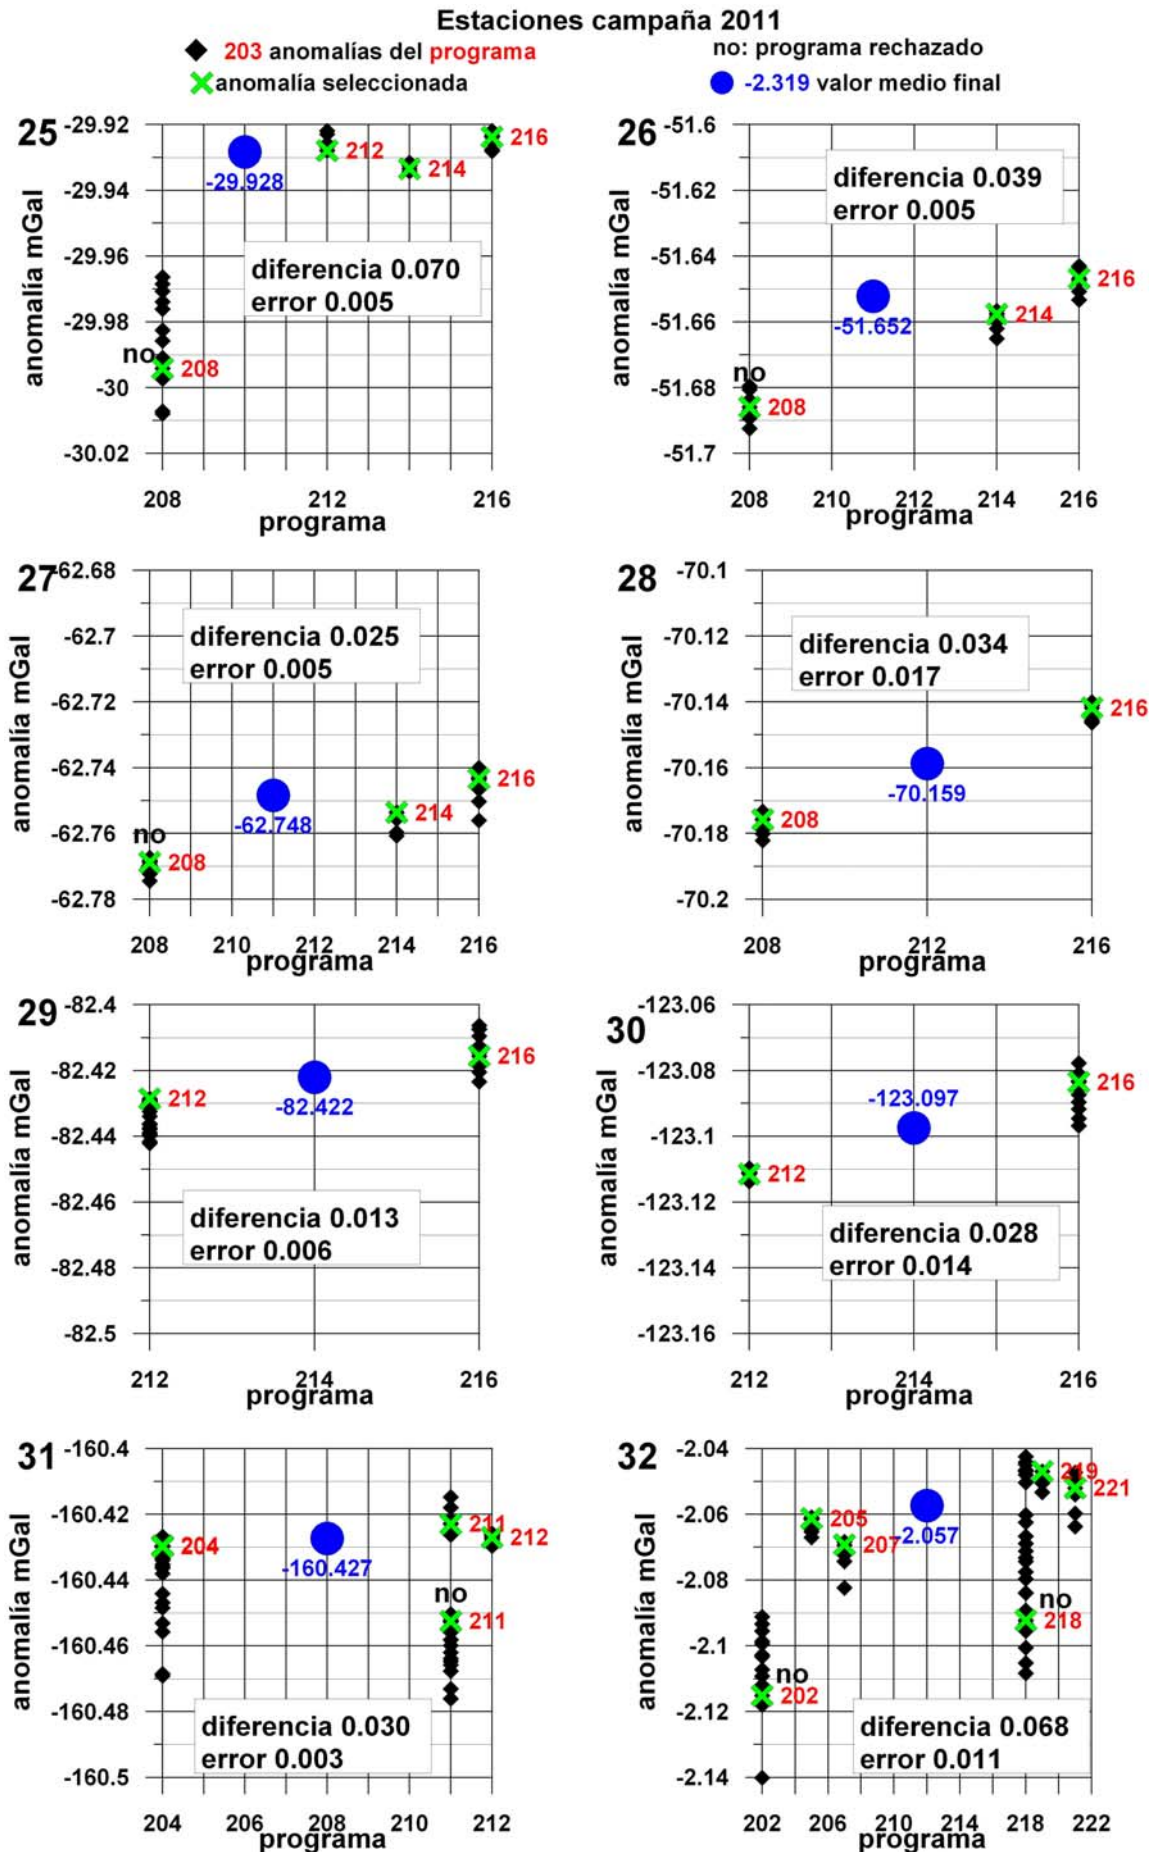 Estaciones campaña 2011
203 anomalías del programa
no: programa rechazado
anomalía seleccionada
-2.319 valor medio final
25
anomalía mGal
-29.92
-29.94
-29.96
-29.98
-30
-30.02
-29.928
212
214
216
diferencia 0.070
error 0.005
no
208
208 212 216
programa
26
anomalía mGal
-51.6
-51.62
-51.64
-51.66
-51.68
-51.7
diferencia 0.039
error 0.005
216
-51.652
214
no
208
208 210 212 214 216
programa
27
anomalía mGal
-62.68
-62.7
-62.72
-62.74
-62.76
-62.78
diferencia 0.025
error 0.005
216
-62.748
214
no
208
208 210 212 214 216
programa
28
anomalía mGal
-70.1
-70.12
-70.14
-70.16
-70.18
-70.2
diferencia 0.034
error 0.017
216
-70.159
208
208 212 216
programa
29
anomalía mGal
-82.4
-82.42
-82.44
-82.46
-82.48
-82.5
216
212
-82.422
diferencia 0.013
error 0.006
212 214 216
programa
30
anomalía mGal
-123.06
-123.08
-123.1
-123.12
-123.14
-123.16
216
-123.097
212
diferencia 0.028
error 0.014
212 214 216
programa
31
anomalía mGal
-160.4
-160.42
-160.44
-160.46
-160.48
-160.5
211
212
204
-160.427
no
211
diferencia 0.030
error 0.003
204 206 208 210 212
programa
32
anomalía mGal
-2.04
-2.06
-2.08
-2.1
-2.12
-2.14
219
221
205
207
-2.057
no
218
no
202
diferencia 0.068
error 0.011
202 206 210 214 218 222
programa